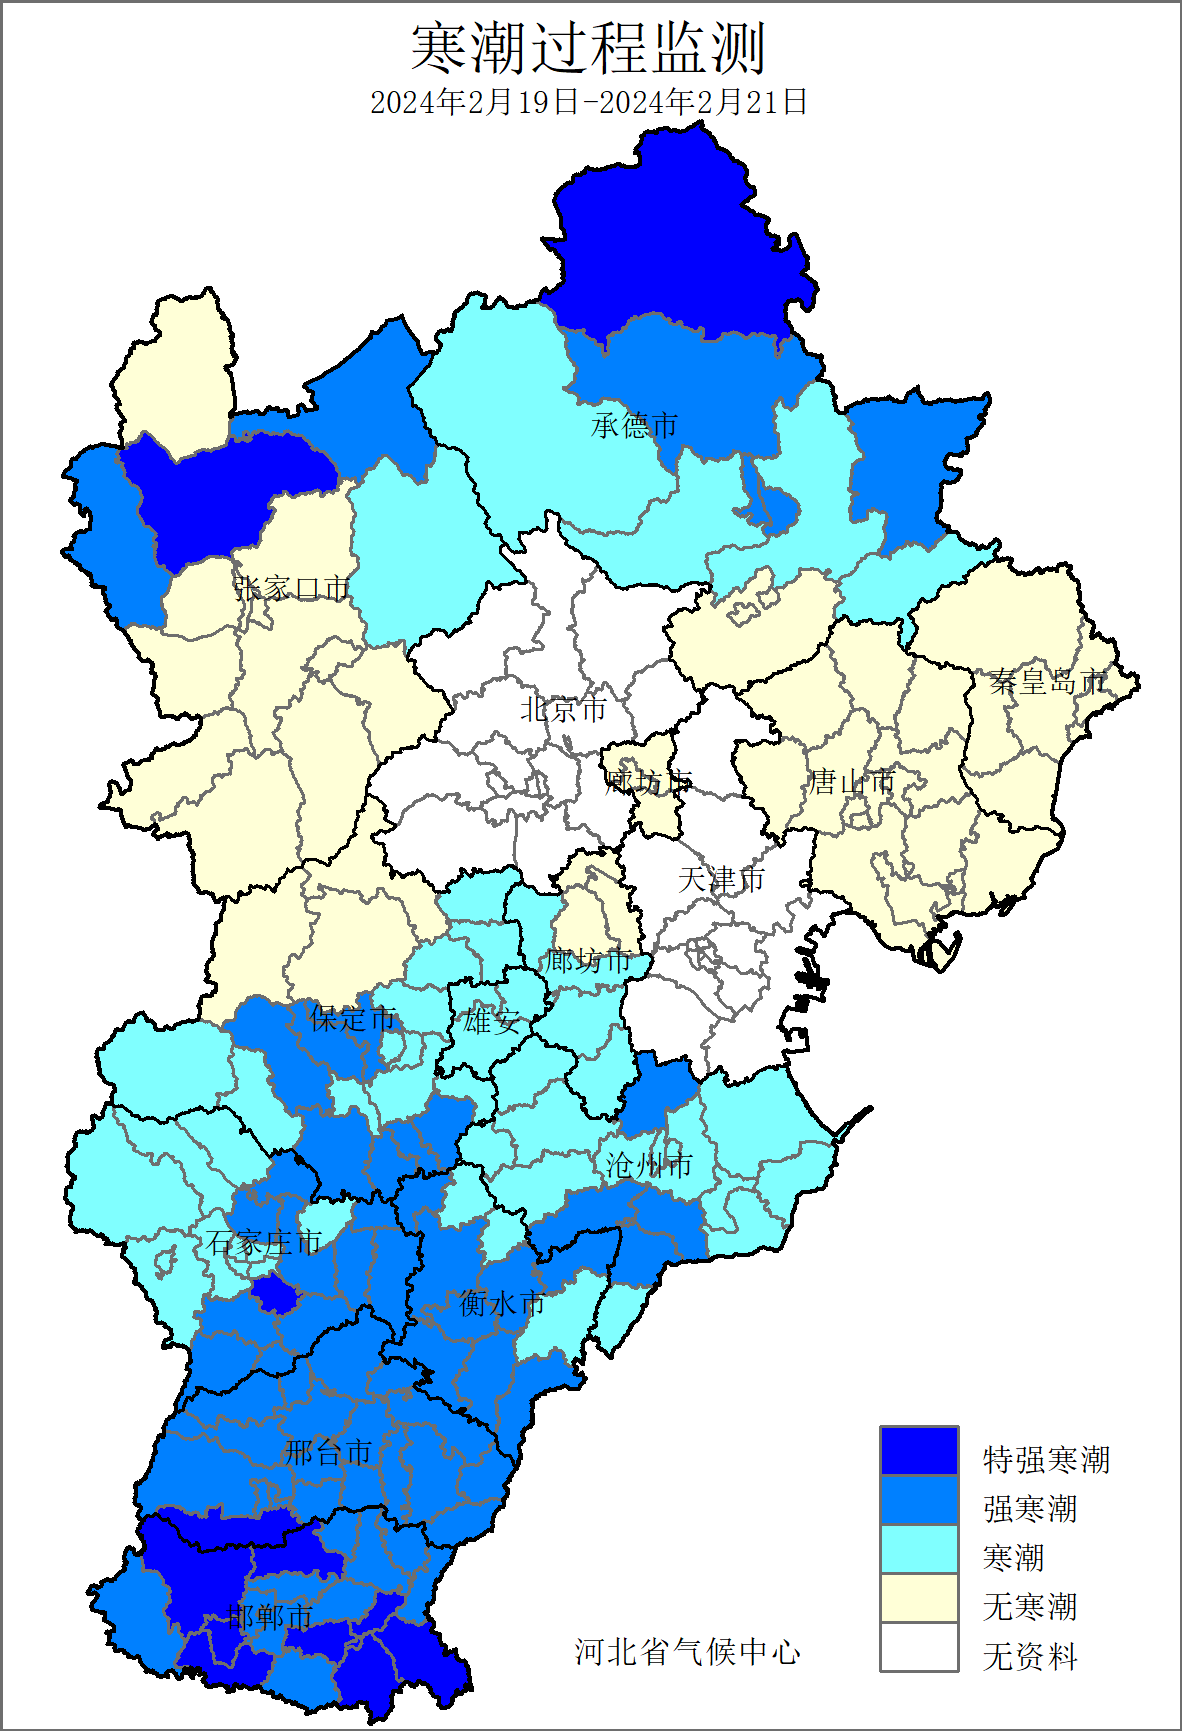 寒潮过程监测
2024年2月19日-2024年2月21日
承德市
张家口市
秦皇岛市
北京市
廊坊市
唐山市
天津市
廊坊市
保定市
雄安
沧州市
石家庄市
衡水市
邢台市
邯郸市
特强寒潮
强寒潮
寒潮
无寒潮
无资料
河北省气候中心